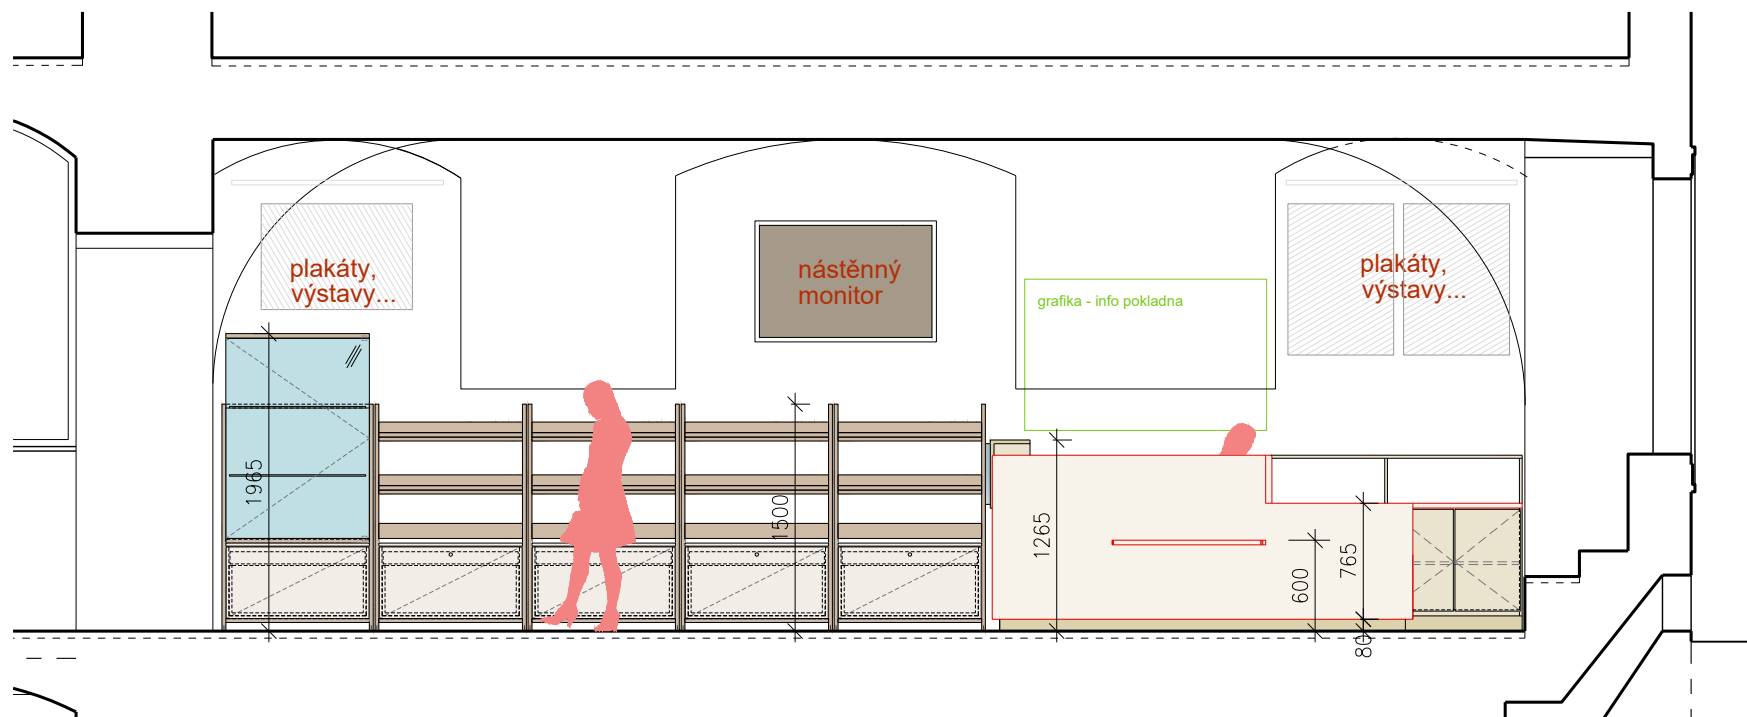 plakáty,
výstavy...
nástěnný
monitor
grafika - info pokladna
plakáty,
výstavy...
1965
1500
1265
600
765
80